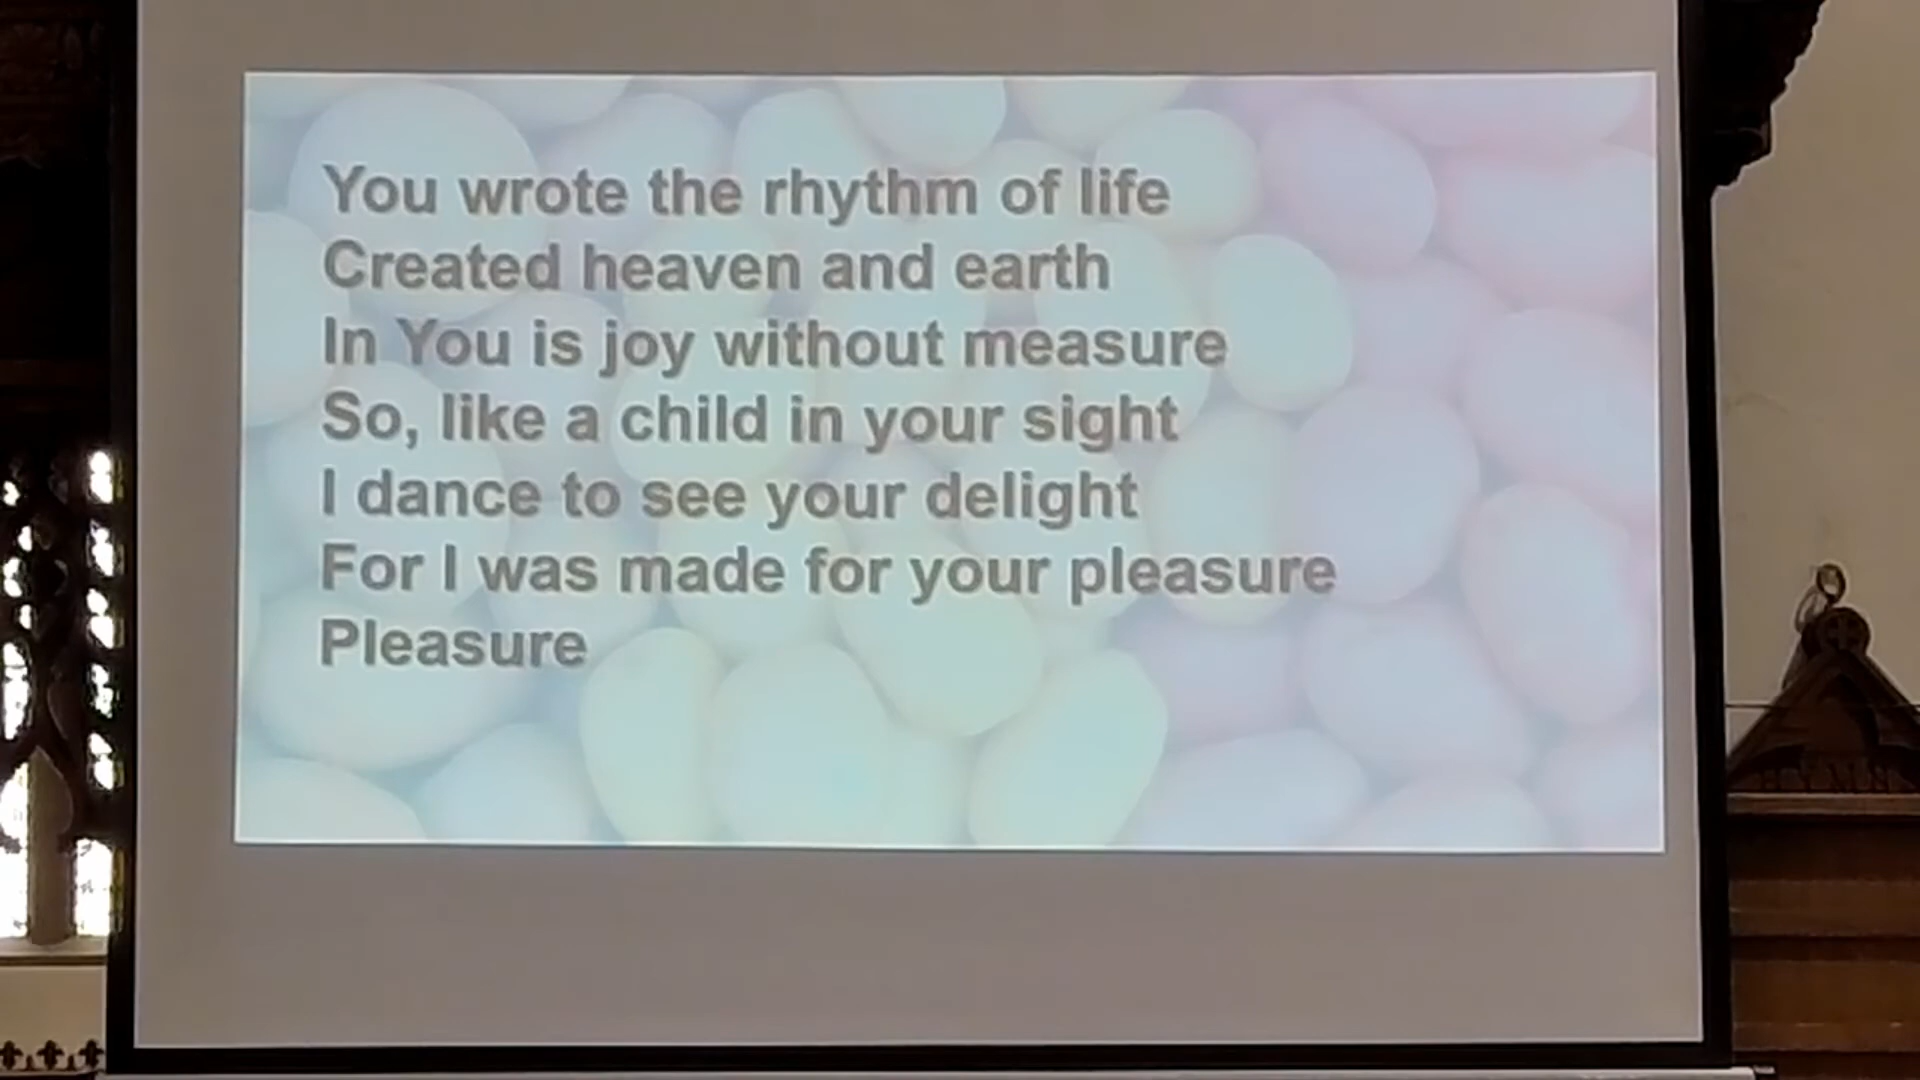 You wrote the rhythm of life
Created heaven and earth
In You is joy without measure
So, like a child in your sight
I dance to see your delight
For I was made for your pleasure
Pleasure
HYMNS